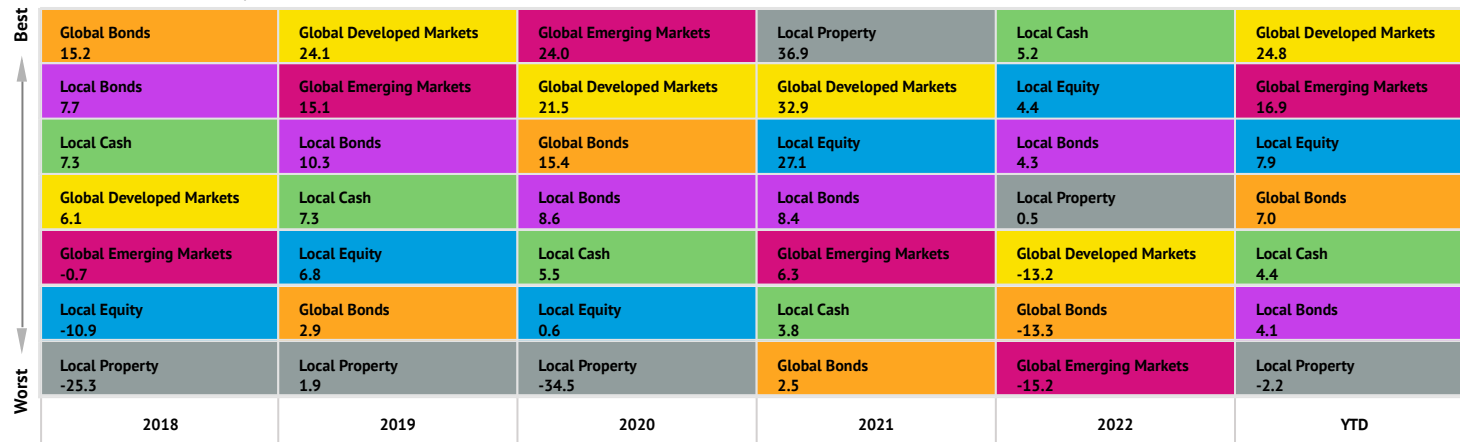 Best
Global Bonds
15.2
Global Developed Markets
24.1
Global Emerging Markets
24.0
Local Property
36.9
Local Cash
5.2
Global Developed Markets
24.8
Local Bonds
7.7
Global Emerging Markets
15.1
Global Developed Markets
21.5
Global Developed Markets
32.9
Local Equity
4.4
Global Emerging Markets
16.9
Local Cash
7.3
Local Bonds
10.3
Global Bonds
15.4
Local Equity
27.1
Local Bonds
4.3
Local Equity
7.9
Global Developed Markets
6.1
Local Cash
7.3
Local Bonds
8.6
Local Bonds
8.4
Local Property
0.5
Global Bonds
7.0
Global Emerging Markets
-0.7
Local Equity
6.8
Local Cash
5.5
Global Emerging Markets
6.3
Global Developed Markets
-13.2
Local Cash
4.4
Local Equity
-10.9
Global Bonds
2.9
Local Equity
0.6
Local Cash
3.8
Global Bonds
-13.3
Local Bonds
4.1
Worst
Local Property
-25.3
Local Property
1.9
Local Property
-34.5
Global Bonds
2.5
Global Emerging Markets
-15.2
Local Property
-2.2
2018
2019
2020
2021
2022
YTD